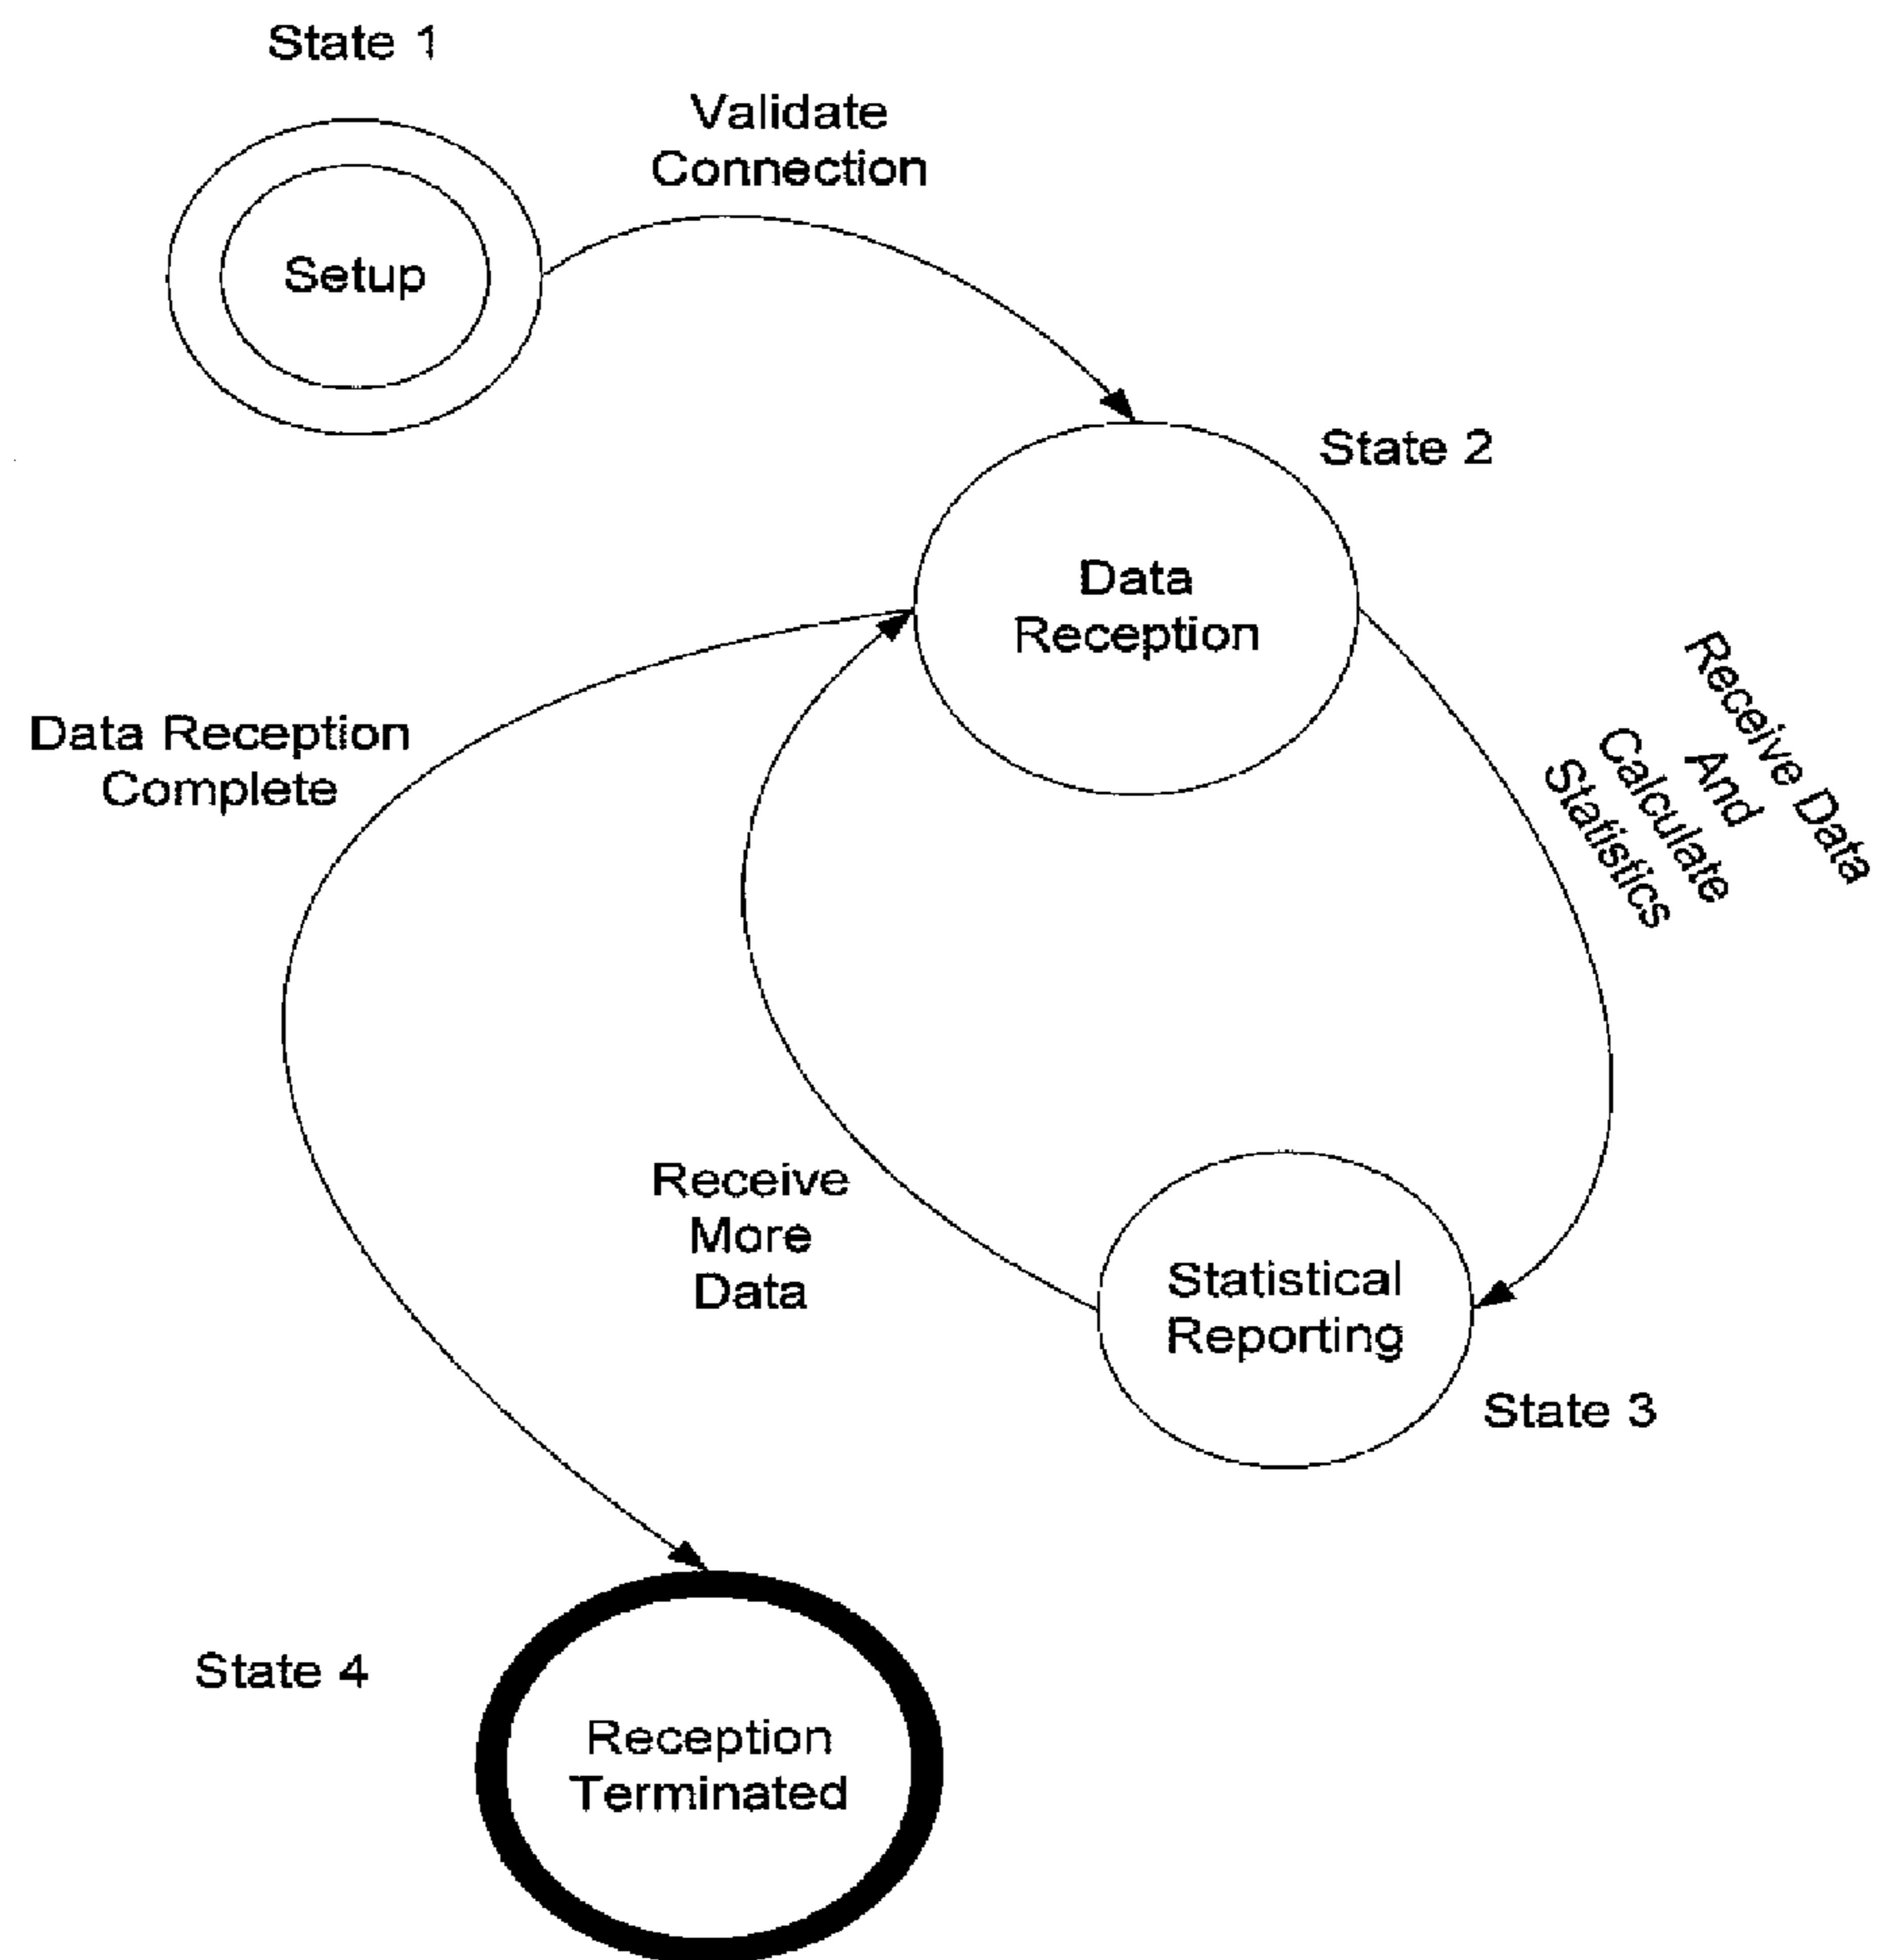 State 1
Validate
Connection
Setup
State 2
Data
Reception
Receive Data
And
Calculate
Statistics
Data Reception
Complete
Receive
More
Data
Statistical
Reporting
State 3
State 4
Reception
Terminated